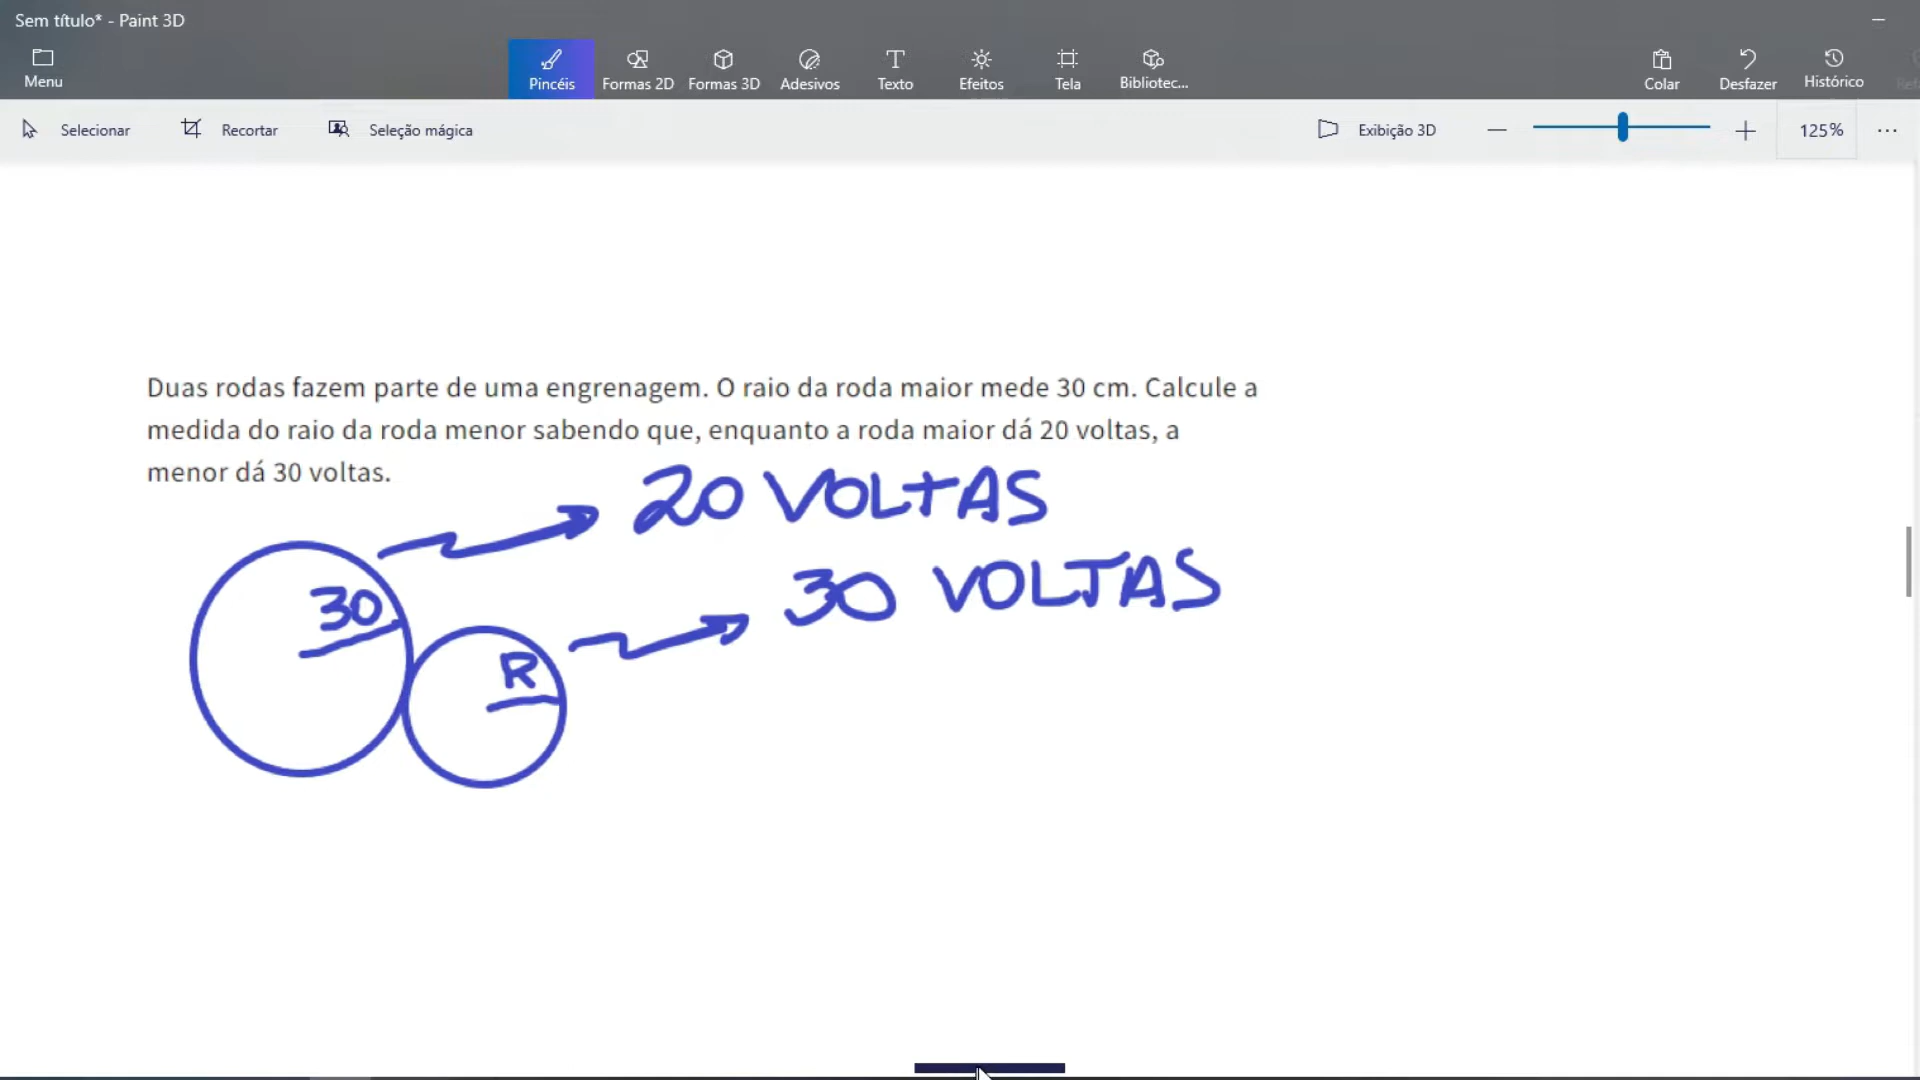 Sem título* - Paint 3D
Menu
Pincéis
Formas 2D
Formas 3D
Adesivos
Texto
Efeitos
Tela
Bibliotec...
Colar
Desfazer
Histórico
Selecionar
Recortar
Seleção mágica
Exibição 3D
125%
Duas rodas fazem parte de uma engrenagem. O raio da roda maior mede 30 cm. Calcule a
medida do raio da roda menor sabendo que, enquanto a roda maior dá 20 voltas, a
menor dá 30 voltas.
20 VOLTAS
30 VOLTAS
30
R